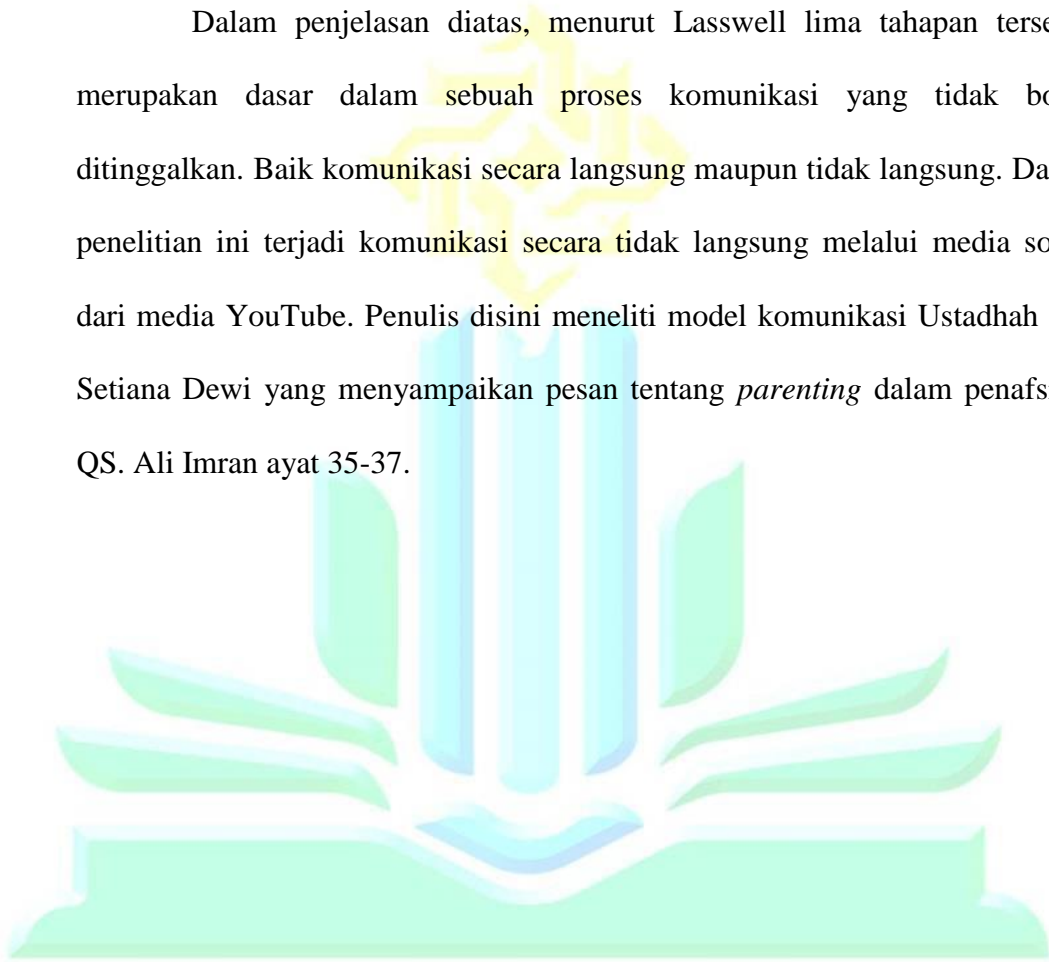 Dalam penjelasan diatas, menurut Lasswell lima tahapan terse
merupakan dasar dalam sebuah proses komunikasi yang tidak bo
ditinggalkan. Baik komunikasi secara langsung maupun tidak langsung. Da
penelitian ini terjadi komunikasi secara tidak langsung melalui media so
dari media YouTube. Penulis disini meneliti model komunikasi Ustadhah
Setiana Dewi yang menyampaikan pesan tentang parenting dalam penafs
QS. Ali Imran ayat 35-37.